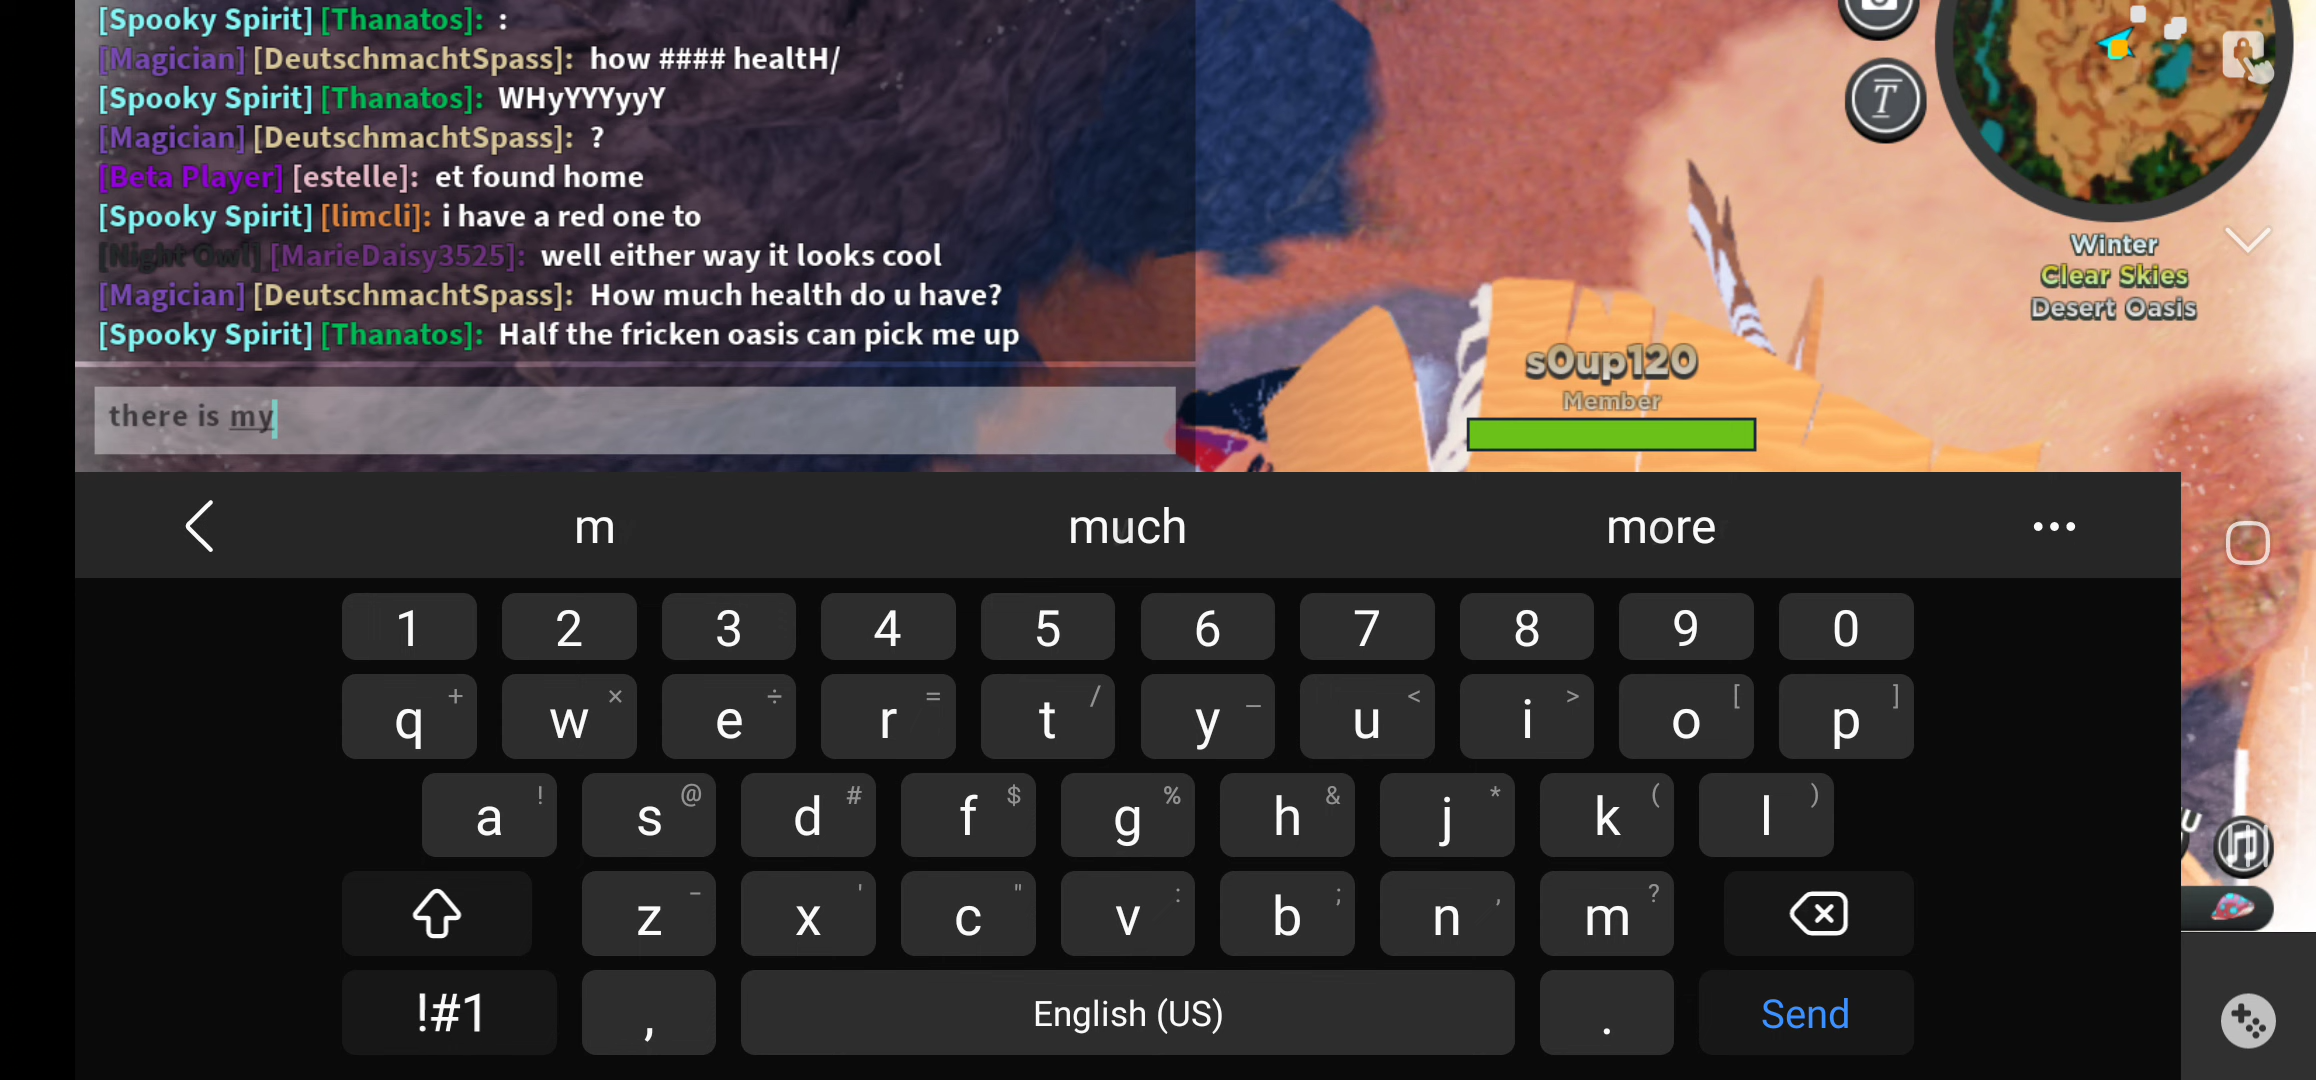 [Spooky Spirit] [Thanatos]: :
[Magician] [DeutschmachtSpass]: how #### healtH/
[Spooky Spirit] [Thanatos]: WHyYYYyyY
[Magician] [DeutschmachtSpass]: ?
[Beta Player] [estelle]: et found home
[Spooky Spirit] [limcli]: i have a red one to
[Night Owl] [MarieDaisy3525]: well either way it looks cool
[Magician] [DeutschmachtSpass]: How much health do u have?
[Spooky Spirit] [Thanatos]: Half the fricken oasis can pick me up
there is my
T
Winter
Clear Skies
Desert Oasis
s0up120
Member
m much more
1 2 3 4 5 6 7 8 9 0
q + w × e ÷ r = t / y _ u < i > o [ p ]
a ! s @ d # f $ g % h & j * k ( l )
z - x ' c " v : b ; n , m ?
!#1 , English (US) . Send